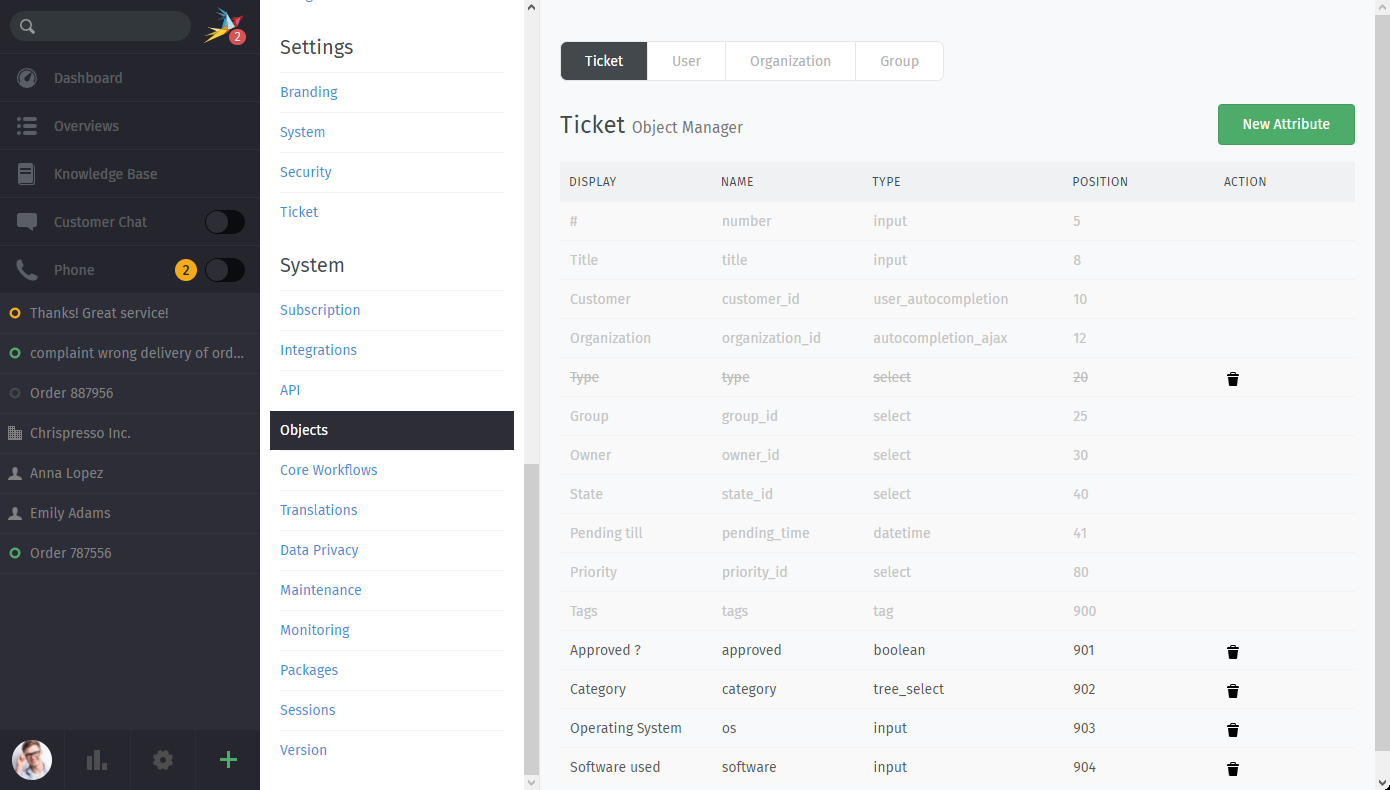 2
Dashboard
Overviews
Knowledge Base
Customer Chat
Phone 2
Thanks! Great service!
complaint wrong delivery of ord...
Order 887956
Chrispresso Inc.
Anna Lopez
Emily Adams
Order 787556
Settings
Branding
System
Security
Ticket
System
Subscription
Integrations
API
Objects
Core Workflows
Translations
Data Privacy
Maintenance
Monitoring
Packages
Sessions
Version
Ticket User Organization Group
Ticket Object Manager
New Attribute
DISPLAY NAME TYPE POSITION ACTION
# number input 5
Title title input 8
Customer customer_id user_autocompletion 10
Organization organization_id autocompletion_ajax 12
Type type select 20
Group group_id select 25
Owner owner_id select 30
State state_id select 40
Pending till pending_time datetime 41
Priority priority_id select 80
Tags tags tag 900
Approved ? approved boolean 901
Category category tree_select 902
Operating System os input 903
Software used software input 904